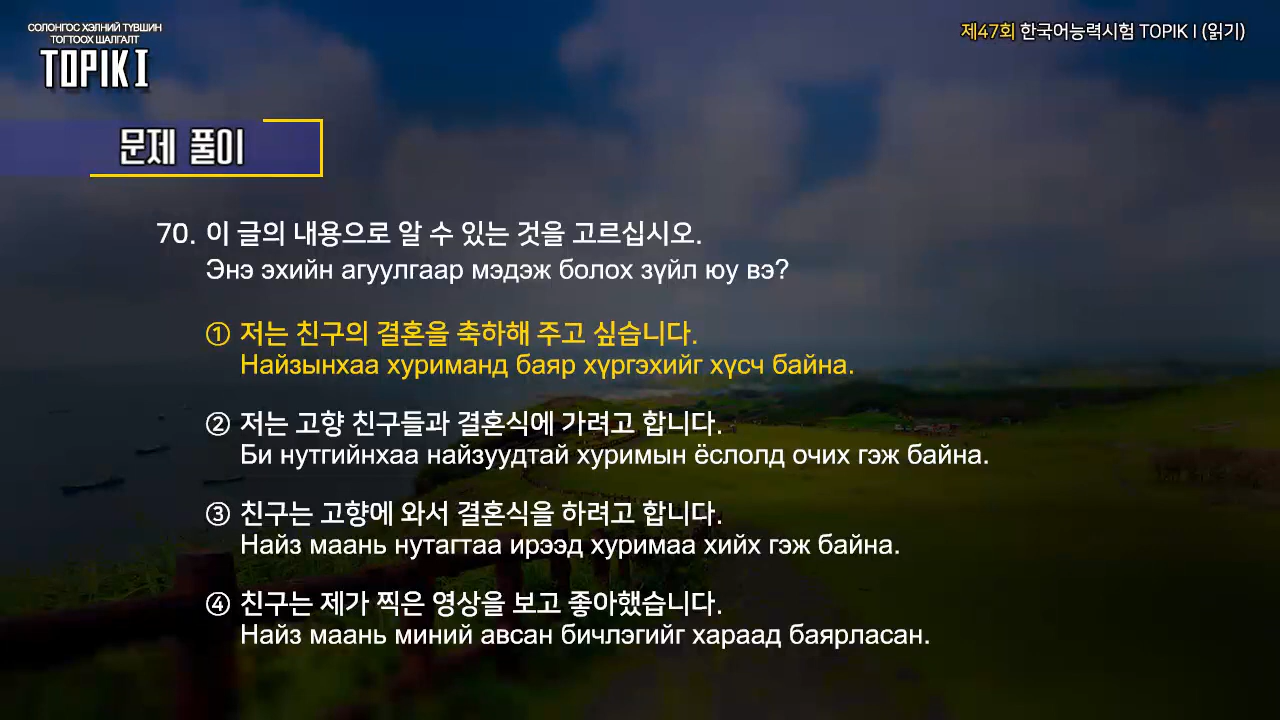 СОЛОНГОС ХЭЛНИЙ ТҮВШИН
ТОГТООХ ШАЛГАЛТ
TOPIK I
제47회 한국어능력시험 TOPIK I (읽기)
문제 풀이
70. 이 글의 내용으로 알 수 있는 것을 고르십시오.
Энэ эхийн агуулгаар мэдэж болох зүйл юу вэ?
① 저는 친구의 결혼을 축하해 주고 싶습니다.
Найзынхаа хуриманд баяр хүргэхийг хүсч байна.
② 저는 고향 친구들과 결혼식에 가려고 합니다.
Би нутгийнхаа найзуудтай хуримын ёслолд очих гэж байна.
③ 친구는 고향에 와서 결혼식을 하려고 합니다.
Найз маань нутагтаа ирээд хуримаа хийх гэж байна.
④ 친구는 제가 찍은 영상을 보고 좋아했습니다.
Найз маань миний авсан бичлэгийг хараад баярласан.